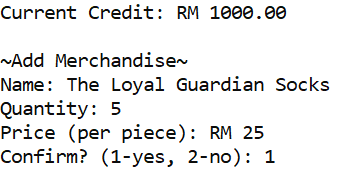 Current Credit: RM 1000.00
~Add Merchandise~
Name: The Loyal Guardian Socks
Quantity: 5
Price (per piece): RM 25
Confirm? (1-yes, 2-no): 1